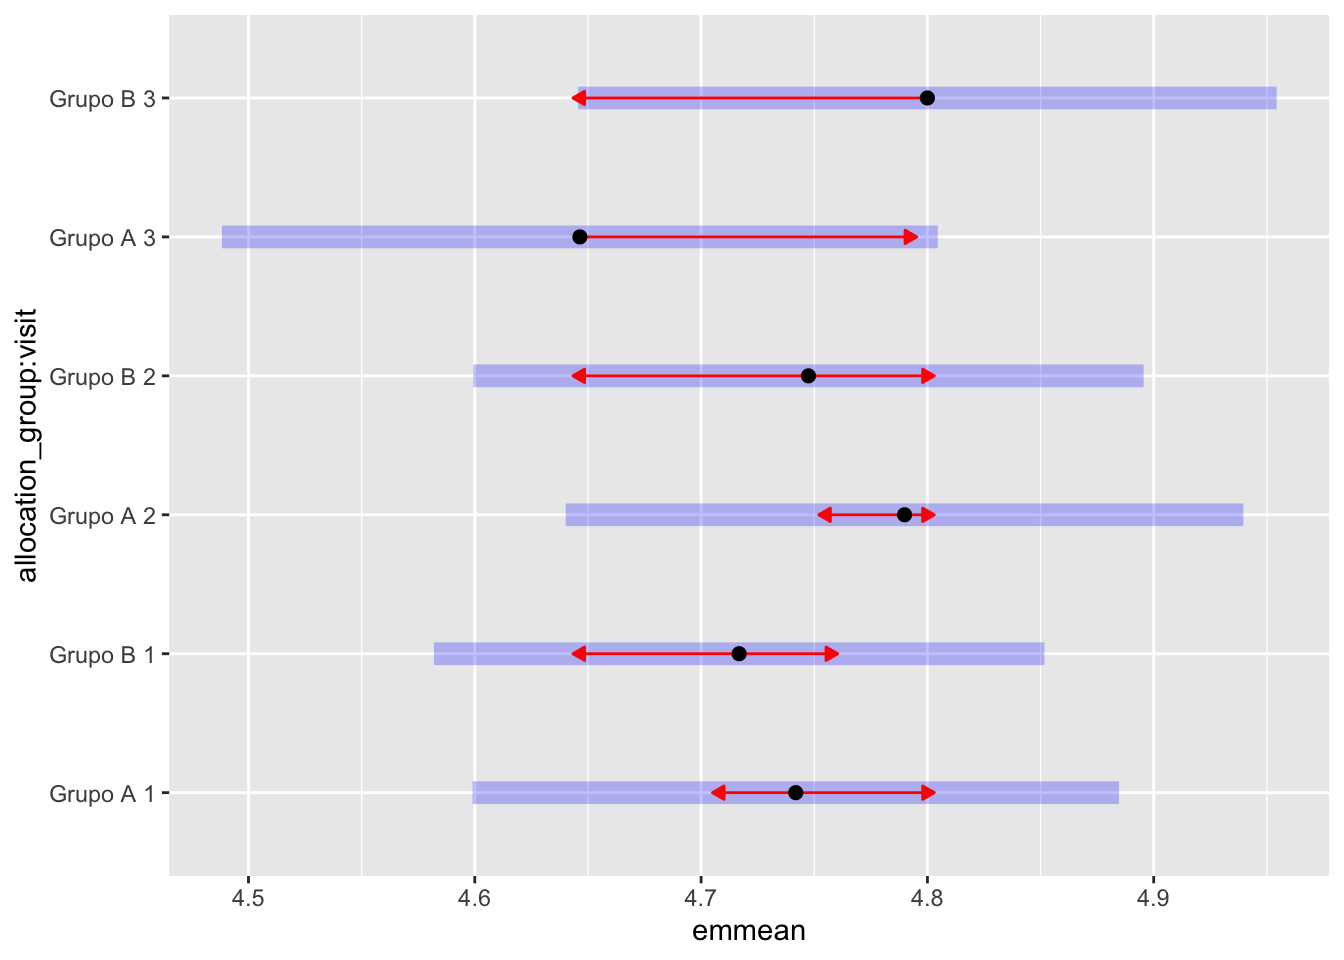 Grupo B 3
Grupo A 3
Grupo B 2
Grupo A 2
Grupo B 1
Grupo A 1
allocation_group:visit
4.5 4.6 4.7 4.8 4.9
emmean